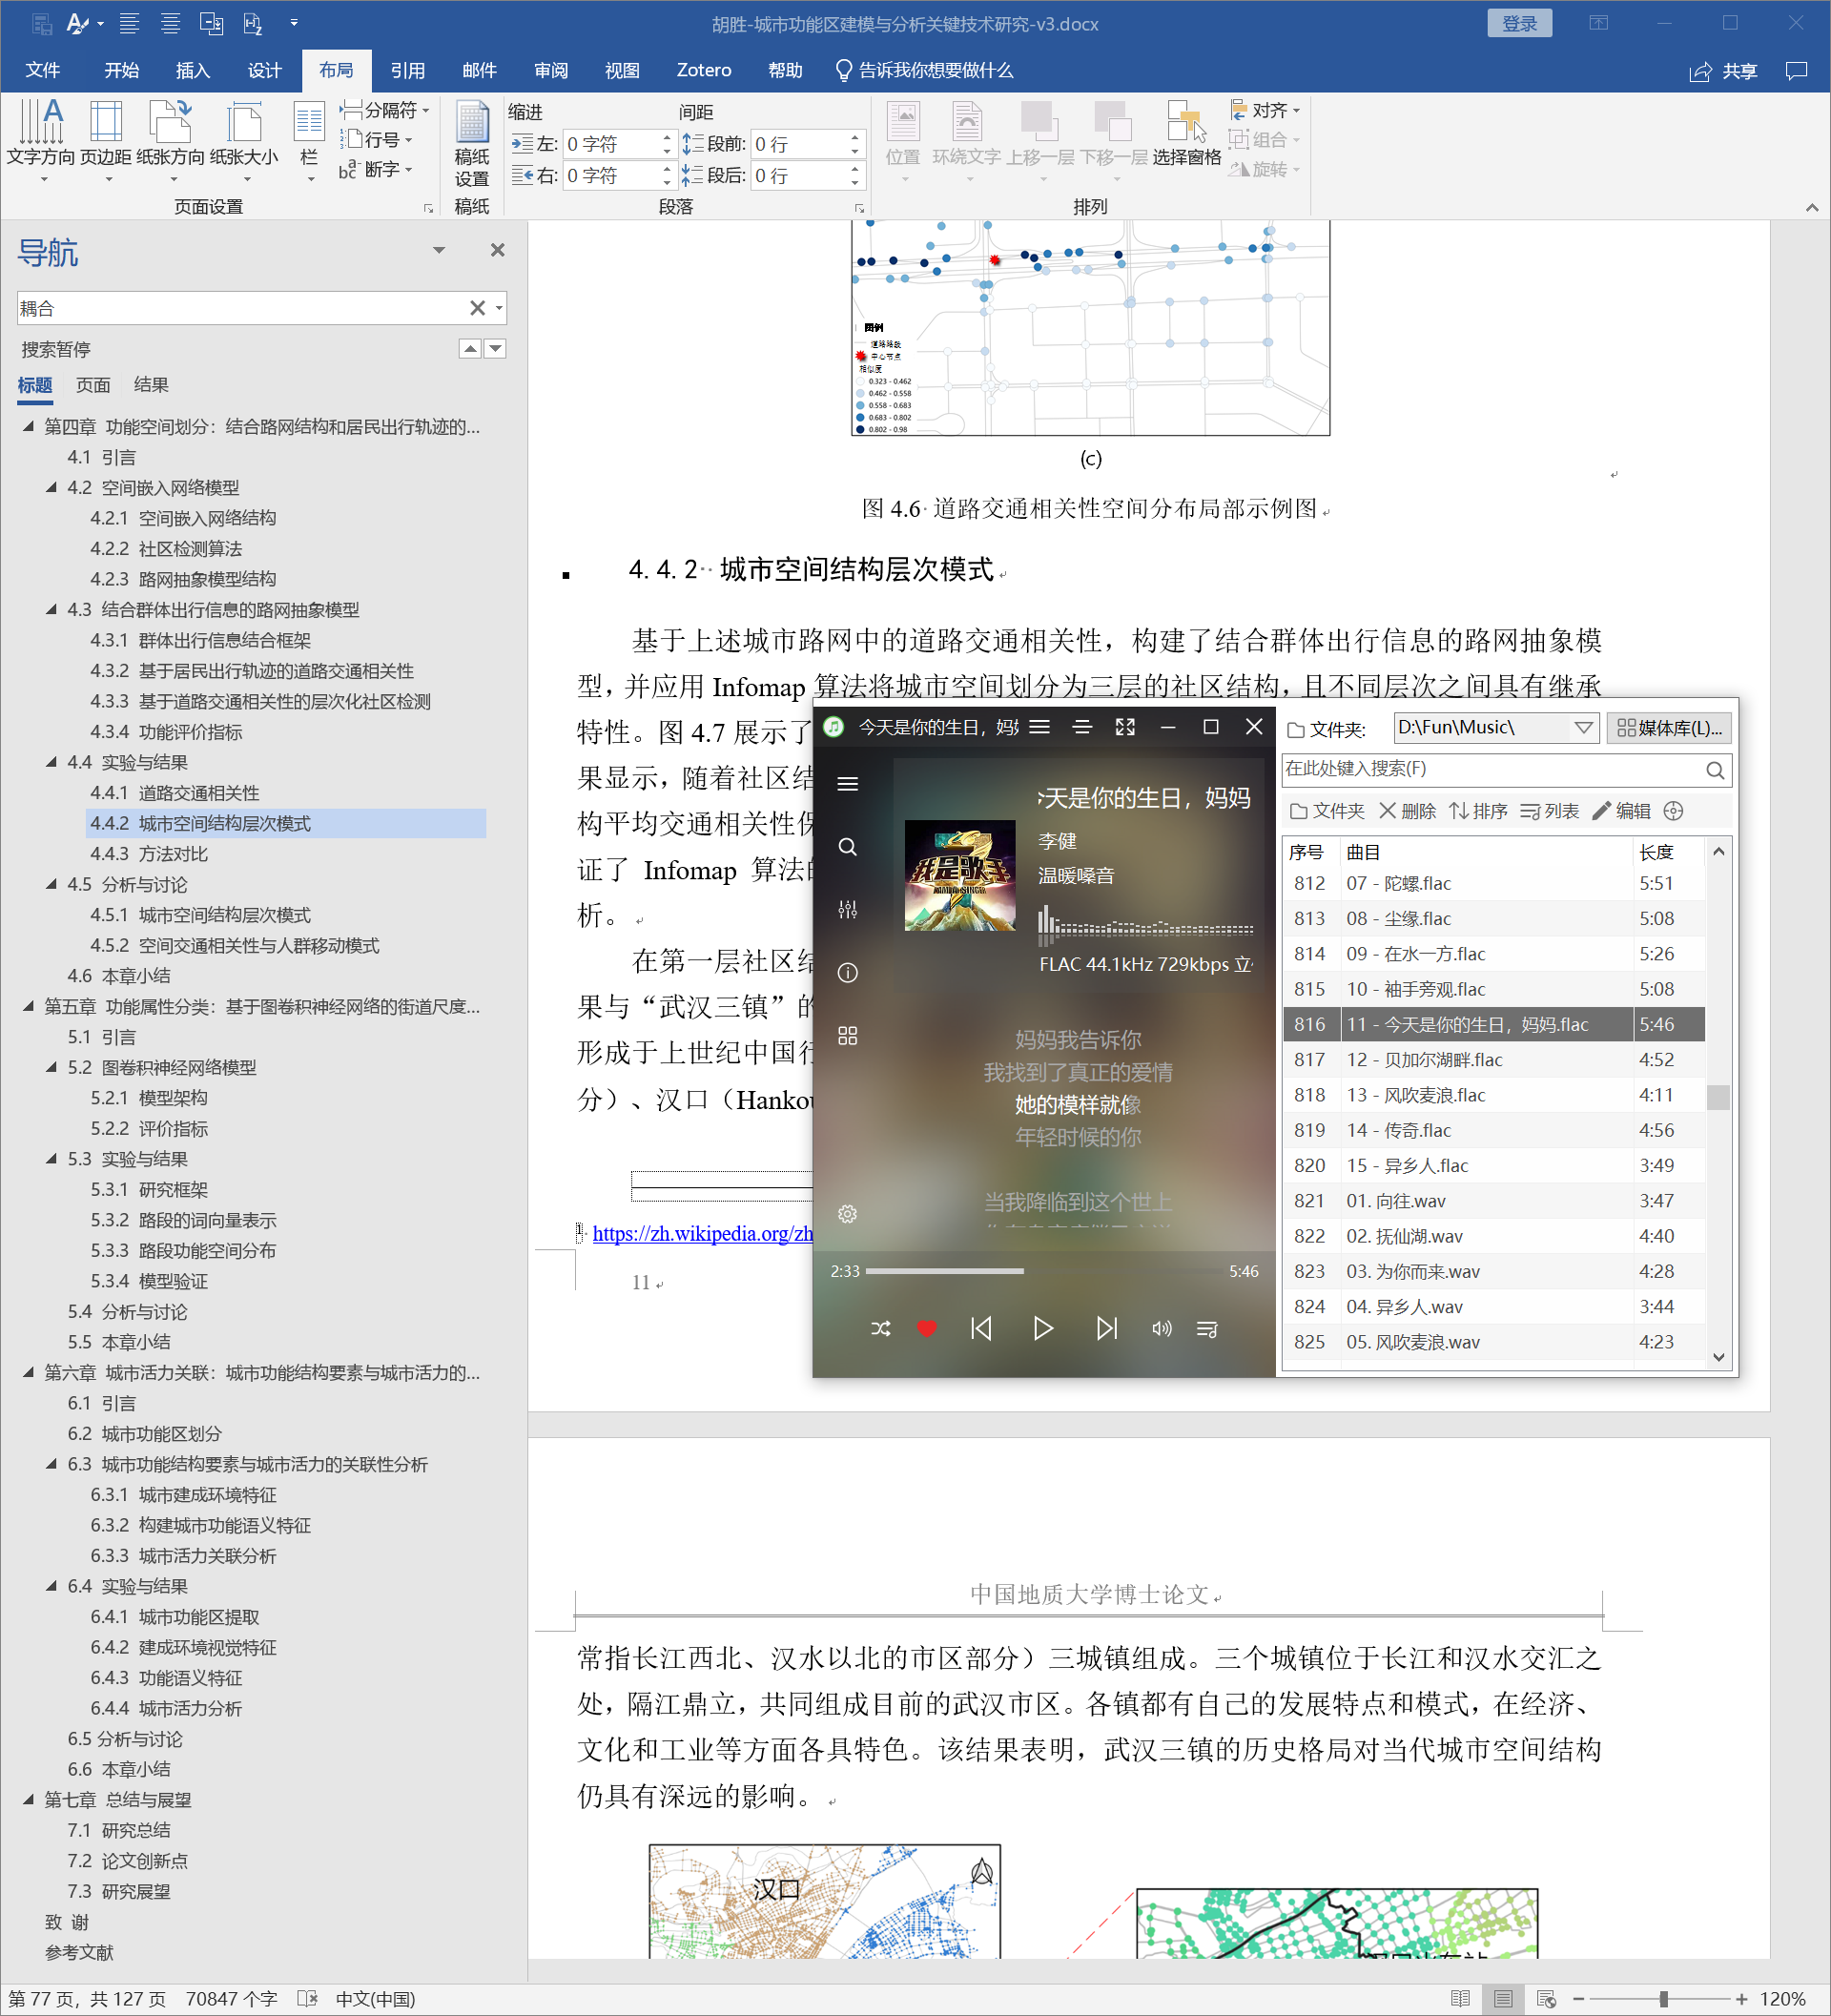 胡胜-城市功能区建模与分析关键技术研究-v3.docx
登录
文件 开始 插入 设计 布局 引用 邮件 审阅 视图 Zotero 帮助 告诉我你想要做什么 共享
文字方向 页边距 纸张方向 纸张大小 栏
分隔符
行号
断字
页面设置
稿纸
设置
稿纸
缩进 间距
左: 0 字符 段前: 0 行
右: 0 字符 段后: 0 行
段落
位置 环绕文字 上移一层 下移一层 选择窗格
对齐
组合
旋转
排列
导航
耦合
搜索暂停
标题 页面 结果
第四章 功能空间划分：结合路网结构和居民出行轨迹的...
4.1 引言
4.2 空间嵌入网络模型
4.2.1 空间嵌入网络结构
4.2.2 社区检测算法
4.2.3 路网抽象模型结构
4.3 结合群体出行信息的路网抽象模型
4.3.1 群体出行信息结合框架
4.3.2 基于居民出行轨迹的道路交通相关性
4.3.3 基于道路交通相关性的层次化社区检测
4.3.4 功能评价指标
4.4 实验与结果
4.4.1 道路交通相关性
4.4.2 城市空间结构层次模式
4.4.3 方法对比
4.5 分析与讨论
4.5.1 城市空间结构层次模式
4.5.2 空间交通相关性与人群移动模式
4.6 本章小结
第五章 功能属性分类：基于图卷积神经网络的街道尺度...
5.1 引言
5.2 图卷积神经网络模型
5.2.1 模型架构
5.2.2 评价指标
5.3 实验与结果
5.3.1 研究框架
5.3.2 路段的词向量表示
5.3.3 路段功能空间分布
5.3.4 模型验证
5.4 分析与讨论
5.5 本章小结
第六章 城市活力关联：城市功能结构要素与城市活力的...
6.1 引言
6.2 城市功能区划分
6.3 城市功能结构要素与城市活力的关联性分析
6.3.1 城市建成环境特征
6.3.2 构建城市功能语义特征
6.3.3 城市活力关联分析
6.4 实验与结果
6.4.1 城市功能区提取
6.4.2 建成环境视觉特征
6.4.3 功能语义特征
6.4.4 城市活力分析
6.5 分析与讨论
6.6 本章小结
第七章 总结与展望
7.1 研究总结
7.2 论文创新点
7.3 研究展望
致 谢
参考文献
图例
道路路段
中心节点
相似度
0.323 - 0.462
0.462 - 0.558
0.558 - 0.683
0.683 - 0.802
0.802 - 0.98
(c)
图 4.6 道路交通相关性空间分布局部示例图
4.4.2 城市空间结构层次模式
基于上述城市路网中的道路交通相关性，构建了结合群体出行信息的路网抽象模
型，并应用 Infomap 算法将城市空间划分为三层的社区结构，且不同层次之间具有继承
特性。图 4.7 展示了
果显示，随着社区结
构平均交通相关性保
证了 Infomap 算法的
析。
在第一层社区结
果与“武汉三镇”的
形成于上世纪中国行
分）、汉口（Hankou
1 https://zh.wikipedia.org/zh
11
今天是你的生日，妈妈
今天是你的生日，妈妈
李健
温暖嗓音
我是歌手
FLAC 44.1kHz 729kbps 立
妈妈我告诉你
我找到了真正的爱情
她的模样就像
年轻时候的你
当我降临到这个世上
2:33 5:46
文件夹: D:\Fun\Music\ 媒体库(L)...
在此处键入搜索(F)
文件夹 删除 排序 列表 编辑
序号 曲目 长度
812 07 - 陀螺.flac 5:51
813 08 - 尘缘.flac 5:08
814 09 - 在水一方.flac 5:26
815 10 - 袖手旁观.flac 5:08
816 11 - 今天是你的生日，妈妈.flac 5:46
817 12 - 贝加尔湖畔.flac 4:52
818 13 - 风吹麦浪.flac 4:11
819 14 - 传奇.flac 4:56
820 15 - 异乡人.flac 3:49
821 01. 向往.wav 3:47
822 02. 抚仙湖.wav 4:40
823 03. 为你而来.wav 4:28
824 04. 异乡人.wav 3:44
825 05. 风吹麦浪.wav 4:23
中国地质大学博士论文
常指长江西北、汉水以北的市区部分）三城镇组成。三个城镇位于长江和汉水交汇之
处，隔江鼎立，共同组成目前的武汉市区。各镇都有自己的发展特点和模式，在经济、
文化和工业等方面各具特色。该结果表明，武汉三镇的历史格局对当代城市空间结构
仍具有深远的影响。
汉口
第 77 页，共 127 页 70847 个字 中文(中国) 120%